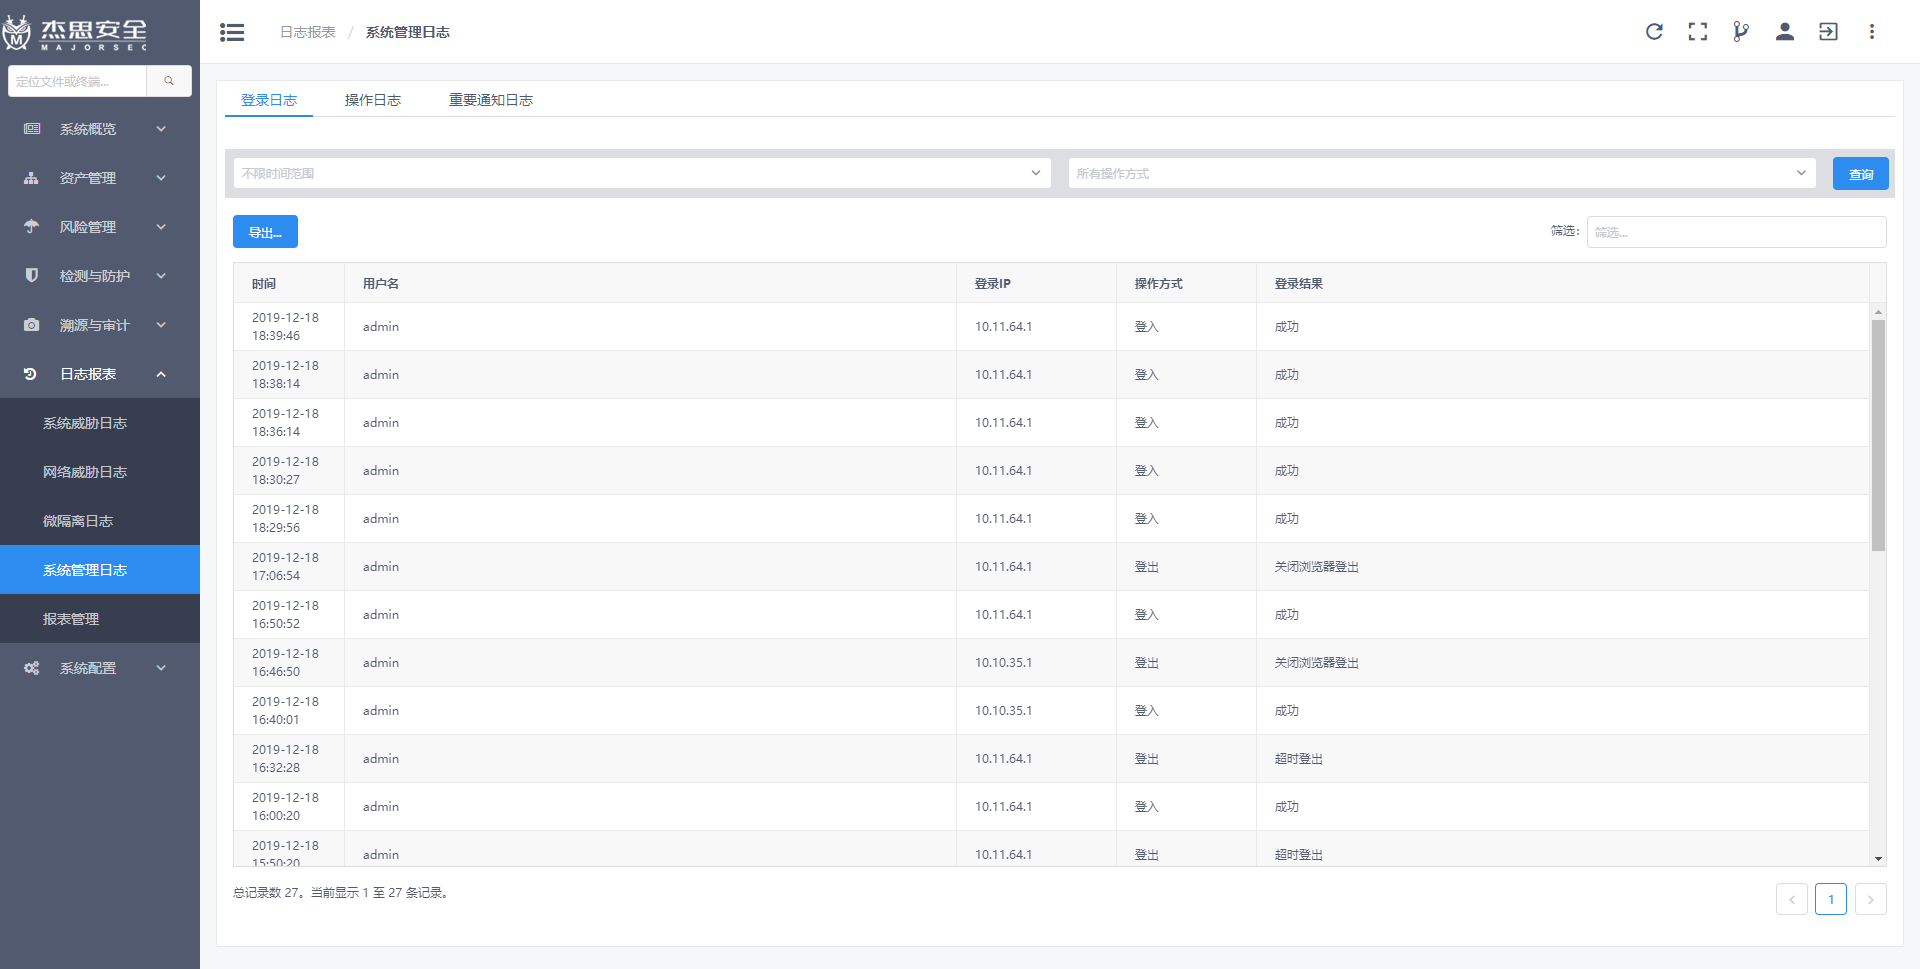 杰思安全
MAJORSEC
定位文件或终端...
系统概览
资产管理
风险管理
检测与防护
溯源与审计
日志报表
系统威胁日志
网络威胁日志
微隔离日志
系统管理日志
报表管理
系统配置
日志报表 / 系统管理日志
登录日志 操作日志 重要通知日志
不限时间范围 所有操作方式 查询
导出... 筛选: 筛选...
时间 用户名 登录IP 操作方式 登录结果
2019-12-18
18:39:46 admin 10.11.64.1 登入 成功
2019-12-18
18:38:14 admin 10.11.64.1 登入 成功
2019-12-18
18:36:14 admin 10.11.64.1 登入 成功
2019-12-18
18:30:27 admin 10.11.64.1 登入 成功
2019-12-18
18:29:56 admin 10.11.64.1 登入 成功
2019-12-18
17:06:54 admin 10.11.64.1 登出 关闭浏览器登出
2019-12-18
16:50:52 admin 10.11.64.1 登入 成功
2019-12-18
16:46:50 admin 10.10.35.1 登出 关闭浏览器登出
2019-12-18
16:40:01 admin 10.10.35.1 登入 成功
2019-12-18
16:32:28 admin 10.11.64.1 登出 超时登出
2019-12-18
16:00:20 admin 10.11.64.1 登入 成功
2019-12-18
15:50:20 admin 10.11.64.1 登出 超时登出
总记录数 27。当前显示 1 至 27 条记录。
1